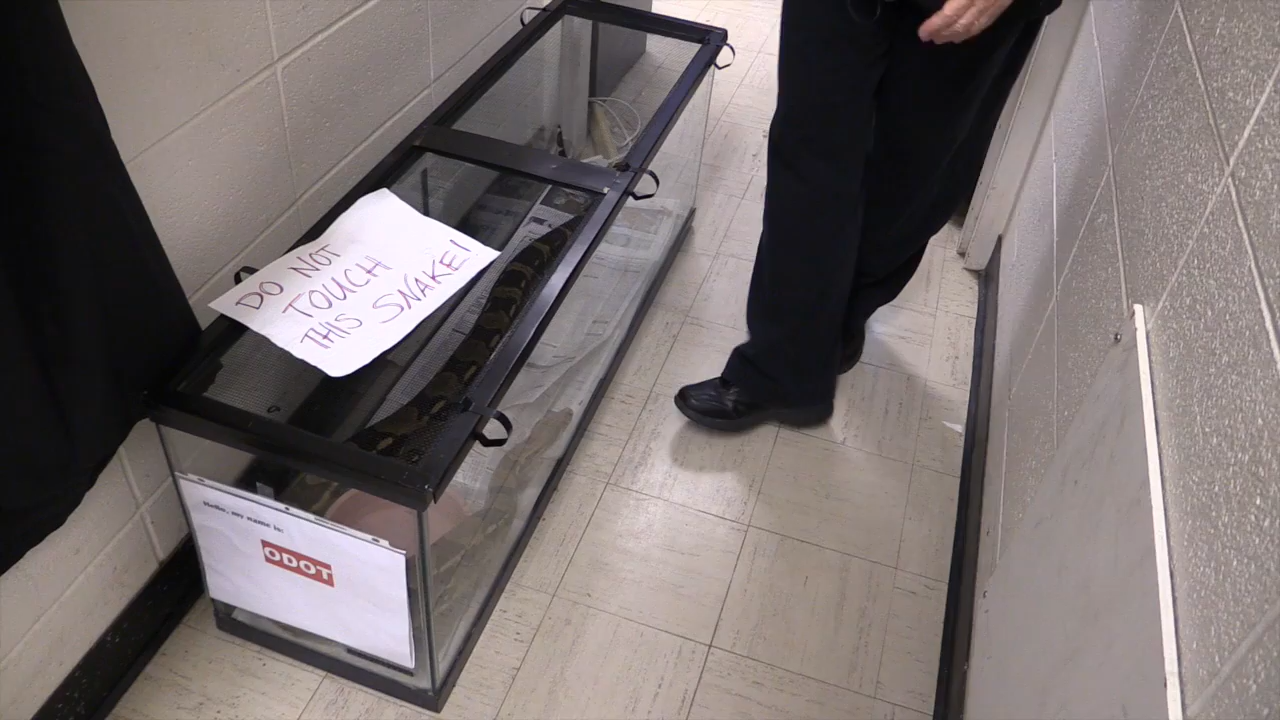 DO NOT
TOUCH
THIS SNAKE!
Hello, my name is:
ODOT